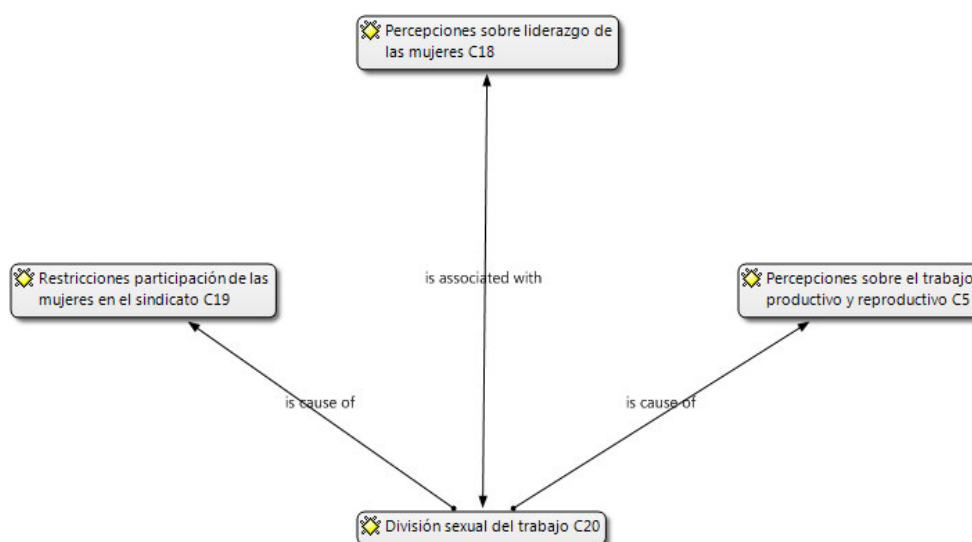 Percepciones sobre liderazgo de
las mujeres C18
is associated with
Restricciones participación de las
mujeres en el sindicato C19
Percepciones sobre el trabajo
productivo y reproductivo C5
is cause of
is cause of
División sexual del trabajo C20